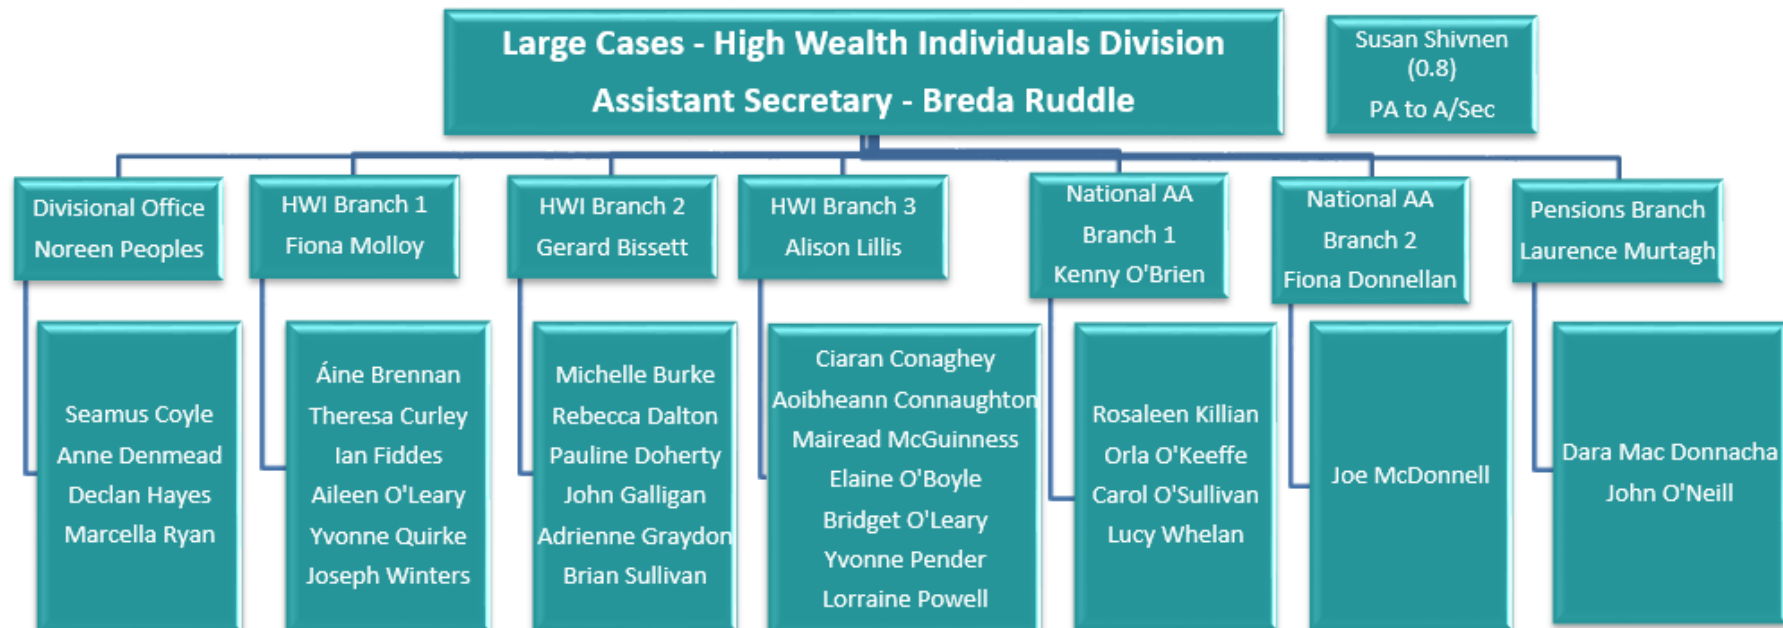 Large Cases - High Wealth Individuals Division
Assistant Secretary - Breda Ruddle
Susan Shivnen
(0.8)
PA to A/Sec
Divisional Office
Noreen Peoples
HWI Branch 1
Fiona Molloy
HWI Branch 2
Gerard Bissett
HWI Branch 3
Alison Lillis
National AA
Branch 1
Kenny O'Brien
National AA
Branch 2
Fiona Donnellan
Pensions Branch
Laurence Murtagh
Seamus Coyle
Anne Denmead
Declan Hayes
Marcella Ryan
Áine Brennan
Theresa Curley
Ian Fiddes
Aileen O'Leary
Yvonne Quirke
Joseph Winters
Michelle Burke
Rebecca Dalton
Pauline Doherty
John Galligan
Adrienne Graydon
Brian Sullivan
Ciaran Conaghey
Aoibheann Connaughton
Mairead McGuinness
Elaine O'Boyle
Bridget O'Leary
Yvonne Pender
Lorraine Powell
Rosaleen Killian
Orla O'Keeffe
Carol O'Sullivan
Lucy Whelan
Joe McDonnell
Dara Mac Donnacha
John O'Neill